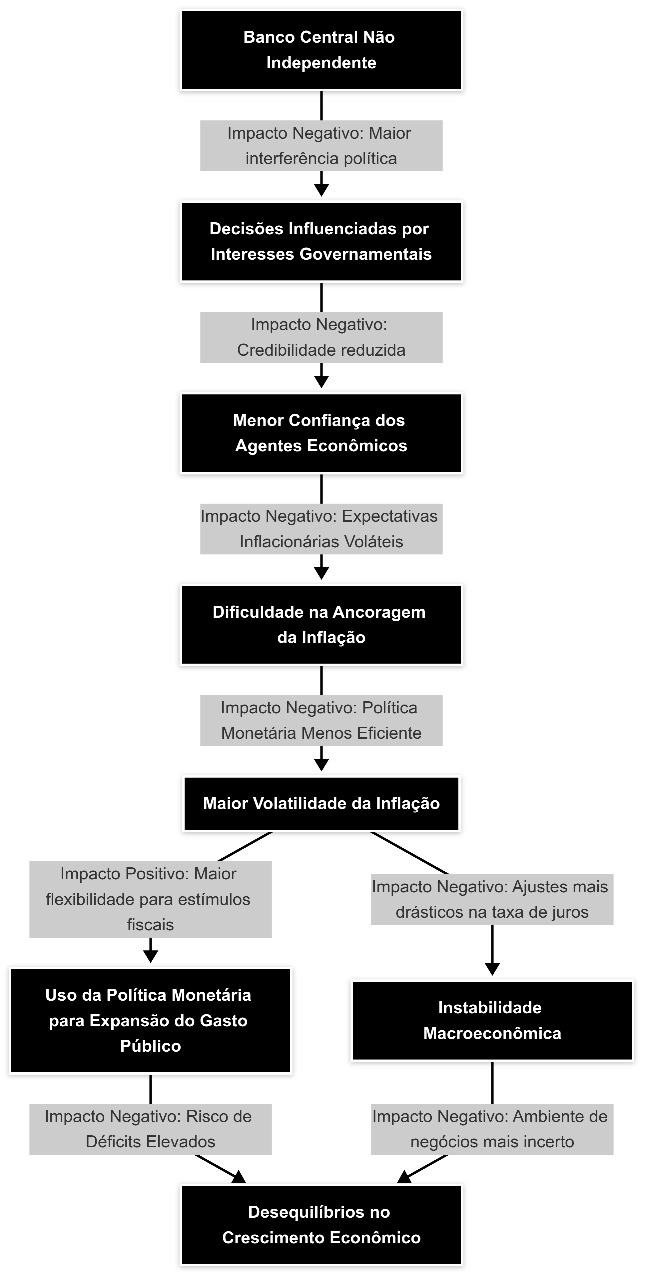 Banco Central Não
Independente
Impacto Negativo: Maior
interferência política
Decisões Influenciadas por
Interesses Governamentais
Impacto Negativo:
Credibilidade reduzida
Menor Confiança dos
Agentes Econômicos
Impacto Negativo: Expectativas
Inflacionárias Voláteis
Dificuldade na Ancoragem
da Inflação
Impacto Negativo: Política
Monetária Menos Eficiente
Maior Volatilidade da Inflação
Impacto Positivo: Maior
flexibilidade para estímulos
fiscais
Impacto Negativo: Ajustes mais
drásticos na taxa de juros
Uso da Política Monetária
para Expansão do Gasto
Público
Instabilidade
Macroeconômica
Impacto Negativo: Risco de
Déficits Elevados
Impacto Negativo: Ambiente de
negócios mais incerto
Desequilíbrios no
Crescimento Econômico